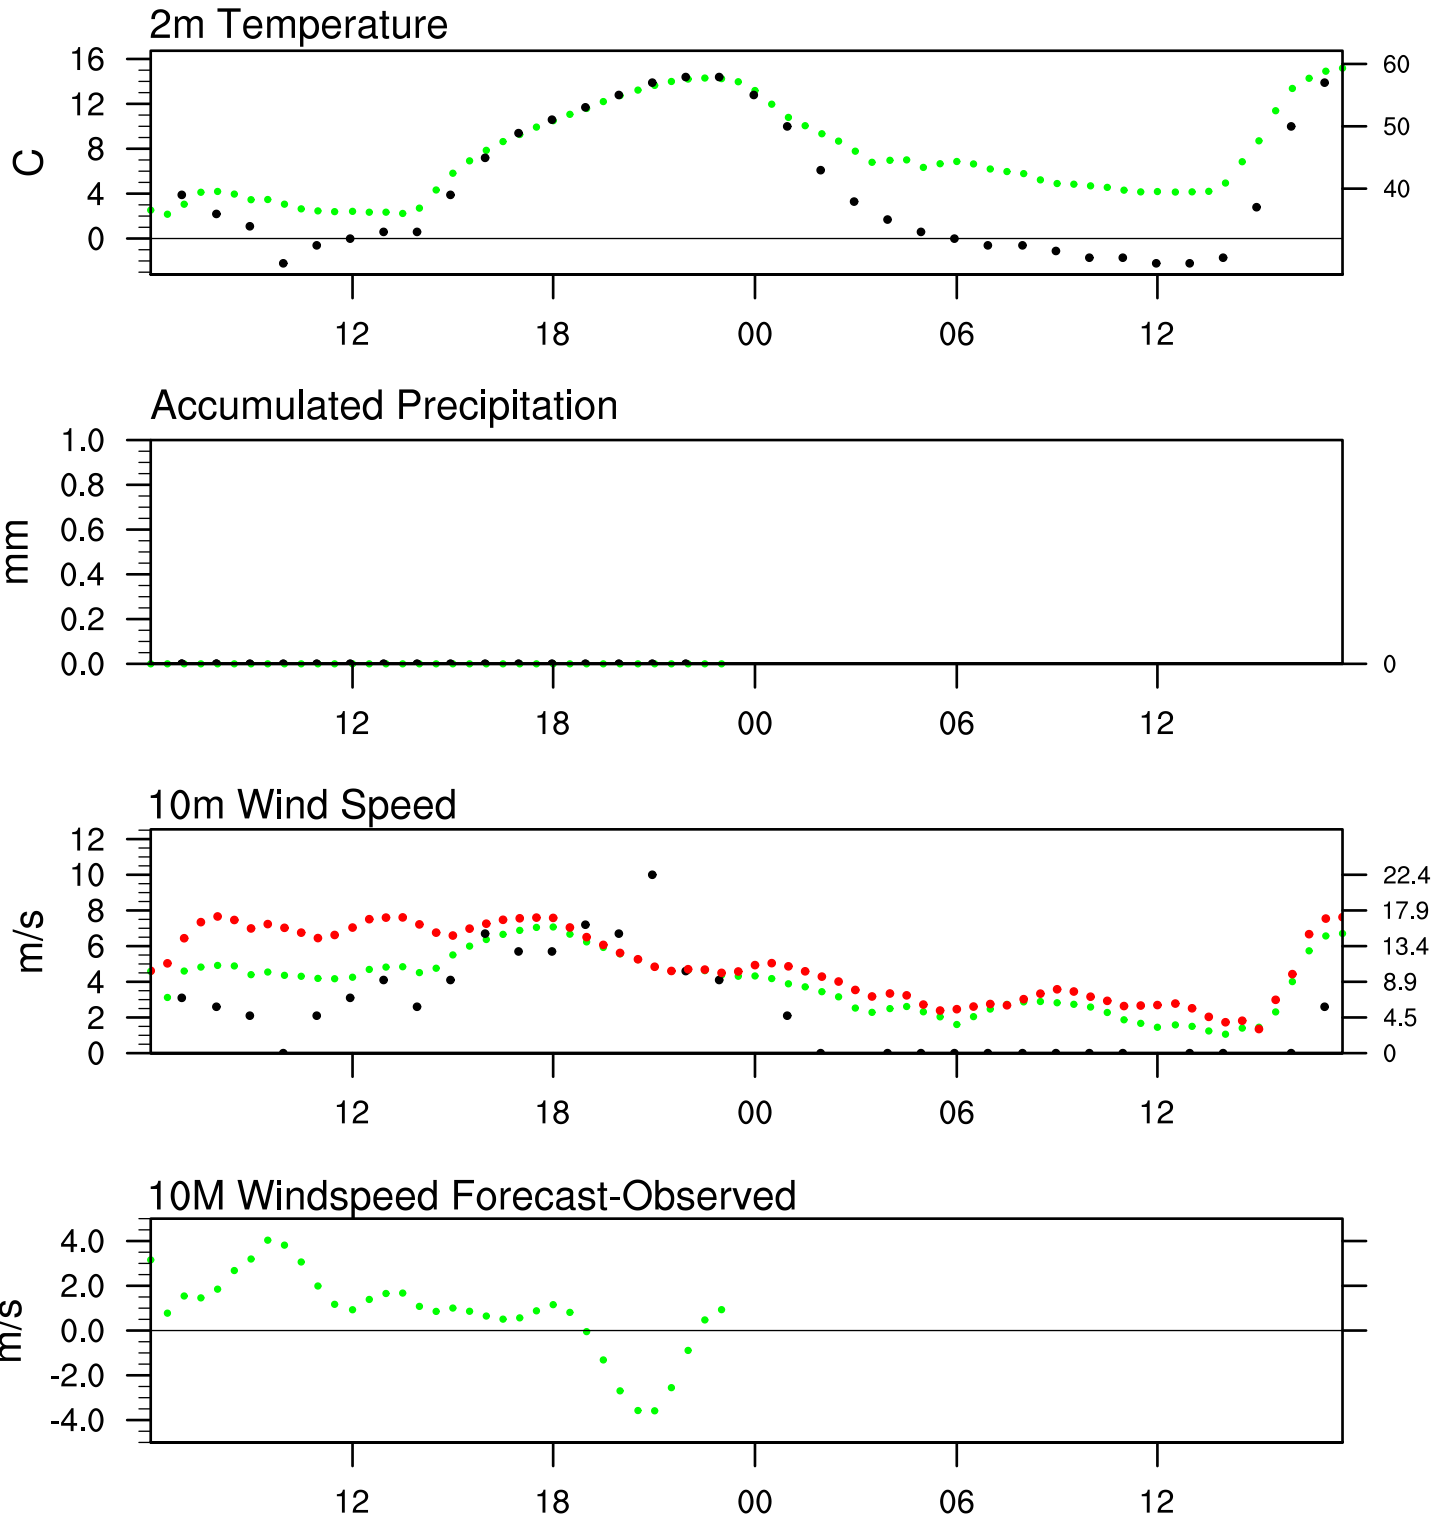 2m Temperature
16
12
8
4
0
C
60
50
40
12 18 00 06 12
Accumulated Precipitation
1.0
0.8
0.6
0.4
0.2
0.0
mm
0
12 18 00 06 12
10m Wind Speed
12
10
8
6
4
2
0
m/s
22.4
17.9
13.4
8.9
4.5
0
12 18 00 06 12
10M Windspeed Forecast-Observed
4.0
2.0
0.0
-2.0
-4.0
m/s
12 18 00 06 12